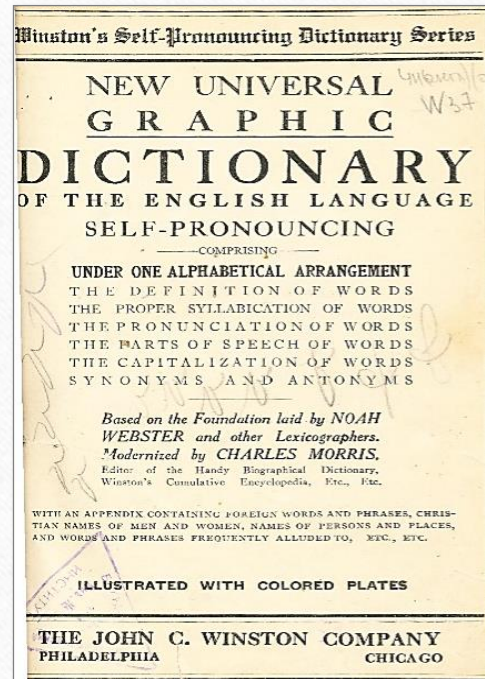 Winston's Self-Pronouncing Dictionary Series
NEW UNIVERSAL
GRAPHIC
DICTIONARY
OF THE ENGLISH LANGUAGE
SELF-PRONOUNCING
COMPRISING
UNDER ONE ALPHABETICAL ARRANGEMENT
THE DEFINITION OF WORDS
THE PROPER SYLLABICATION OF WORDS
THE PRONUNCIATION OF WORDS
THE PARTS OF SPEECH OF WORDS
THE CAPITALIZATION OF WORDS
SYNONYMS AND ANTONYMS
Based on the Foundation laid by NOAH
WEBSTER and other Lexicographers.
Modernized by CHARLES MORRIS,
Editor of the Handy Biographical Dictionary,
Winston's Cumulative Encyclopedia, Etc., Etc.
WITH AN APPENDIX CONTAINING FOREIGN WORDS AND PHRASES, CHRIS-
TIAN NAMES OF MEN AND WOMEN, NAMES OF PERSONS AND PLACES,
AND WORDS AND PHRASES FREQUENTLY ALLUDED TO, ETC., ETC.
ILLUSTRATED WITH COLORED PLATES
THE JOHN C. WINSTON COMPANY
PHILADELPHIA CHICAGO
W37